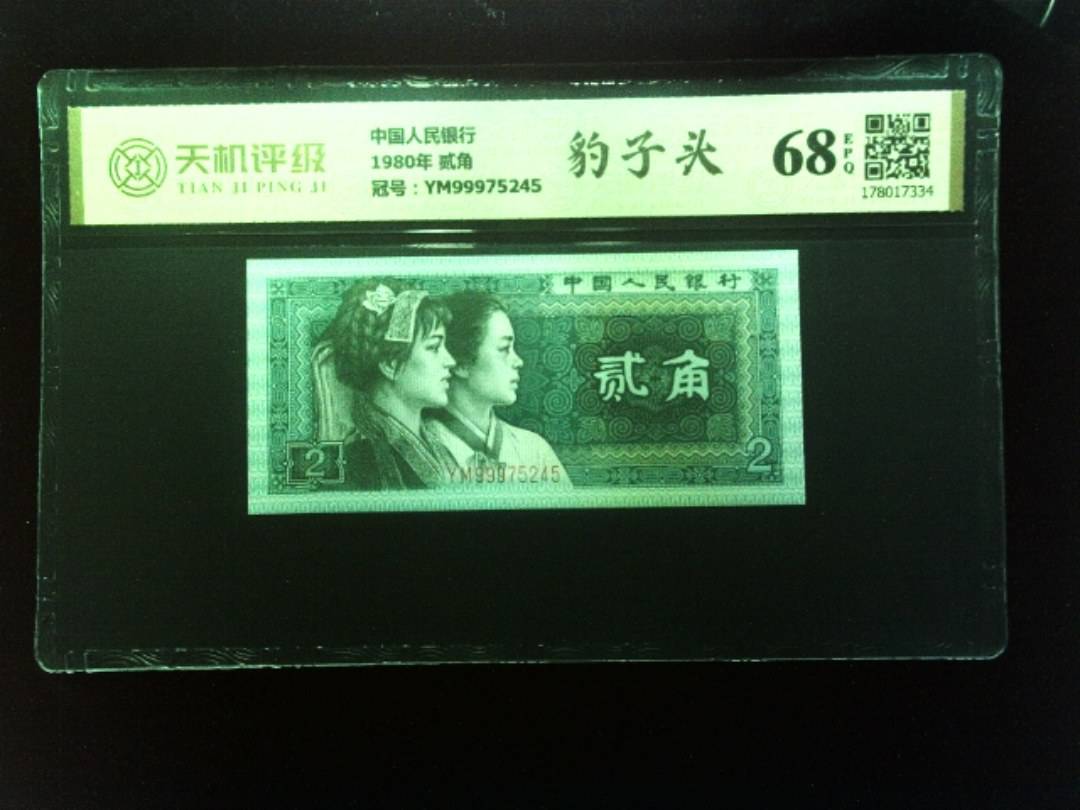 天机评级
TIAN JI PING JI
中国人民银行
1980年 贰角
冠号：YM99975245
豹子头
68
EPQ
178017334
中国人民银行
贰角
2
YM99975245
2